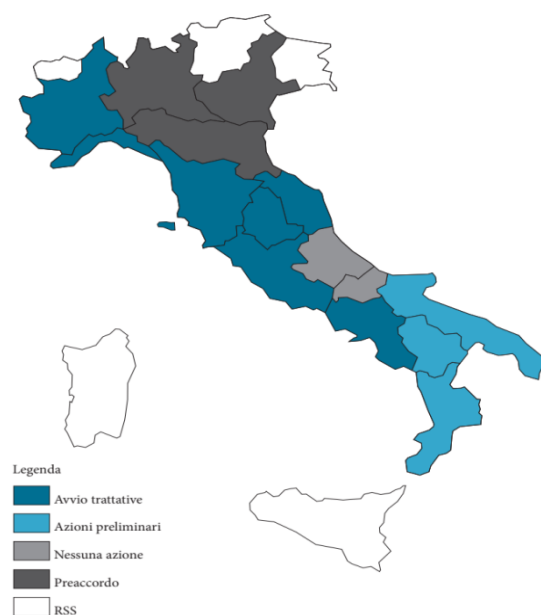 Legenda
Avvio trattative
Azioni preliminari
Nessuna azione
Preaccordo
RSS